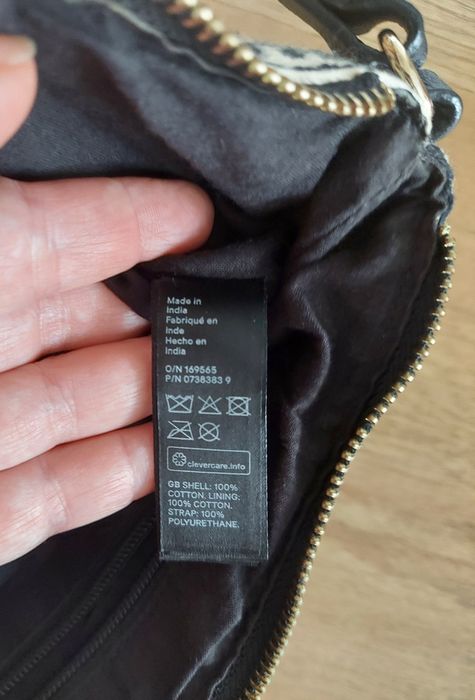 Made in
India
Fabriqué en
Inde
Hecho en
India
O/N 169565
P/N 0738383 9
clevercare.info
GB SHELL: 100%
COTTON. LINING:
100% COTTON.
STRAP: 100%
POLYURETHANE.